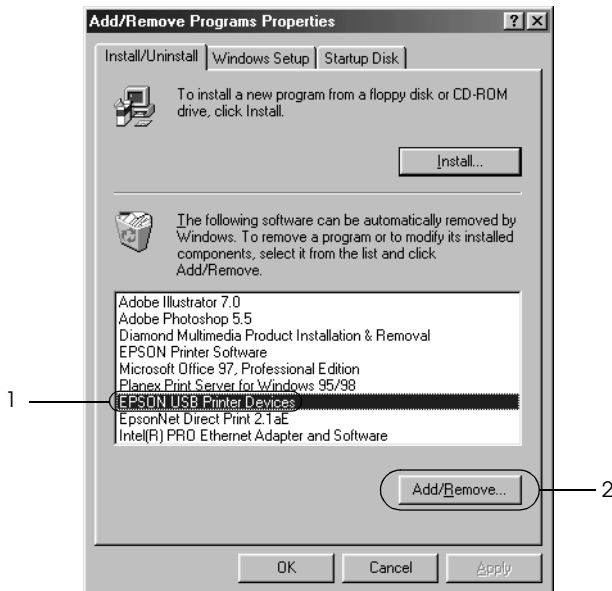 Add/Remove Programs Properties
Install/Uninstall Windows Setup Startup Disk
To install a new program from a floppy disk or CD-ROM
drive, click Install.
Install...
The following software can be automatically removed by
Windows. To remove a program or to modify its installed
components, select it from the list and click
Add/Remove.
Adobe Illustrator 7.0
Adobe Photoshop 5.5
Diamond Multimedia Product Installation & Removal
EPSON Printer Software
Microsoft Office 97, Professional Edition
Planex Print Server for Windows 95/98
1 EPSON USB Printer Devices
EpsonNet Direct Print 2.1aE
Intel(R) PRO Ethernet Adapter and Software
Add/Remove... 2
OK Cancel Apply